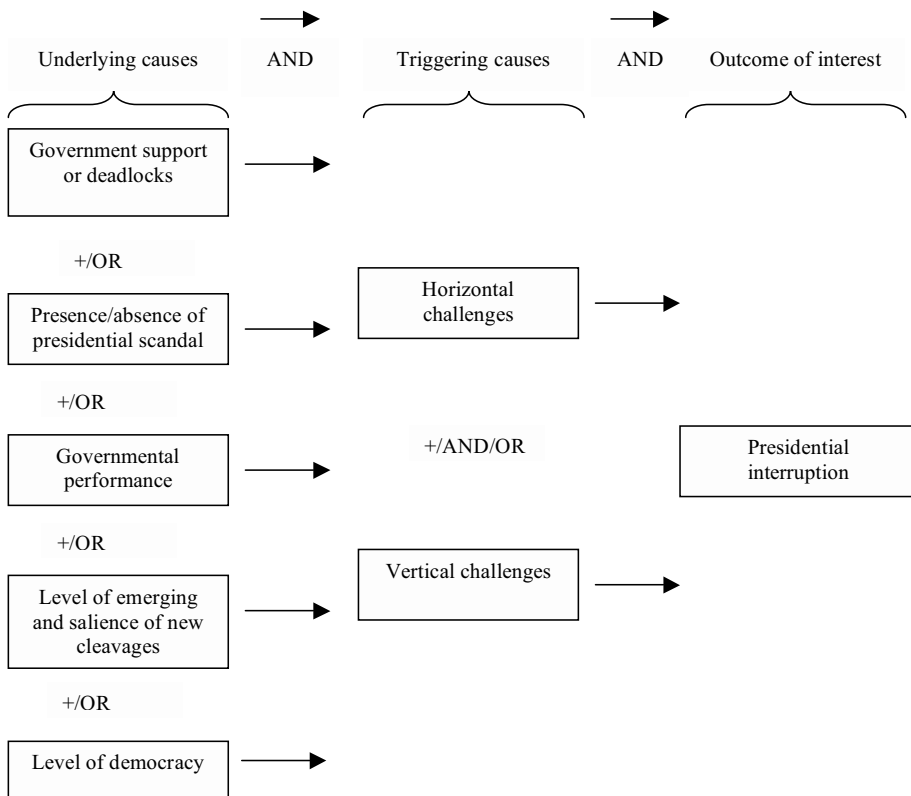 Underlying causes
AND
Triggering causes
AND
Outcome of interest
Government support
or deadlocks
+/OR
Presence/absence of
presidential scandal
Horizontal
challenges
+/OR
Governmental
performance
+/AND/OR
Presidential
interruption
+/OR
Level of emerging
and salience of new
cleavages
Vertical challenges
+/OR
Level of democracy